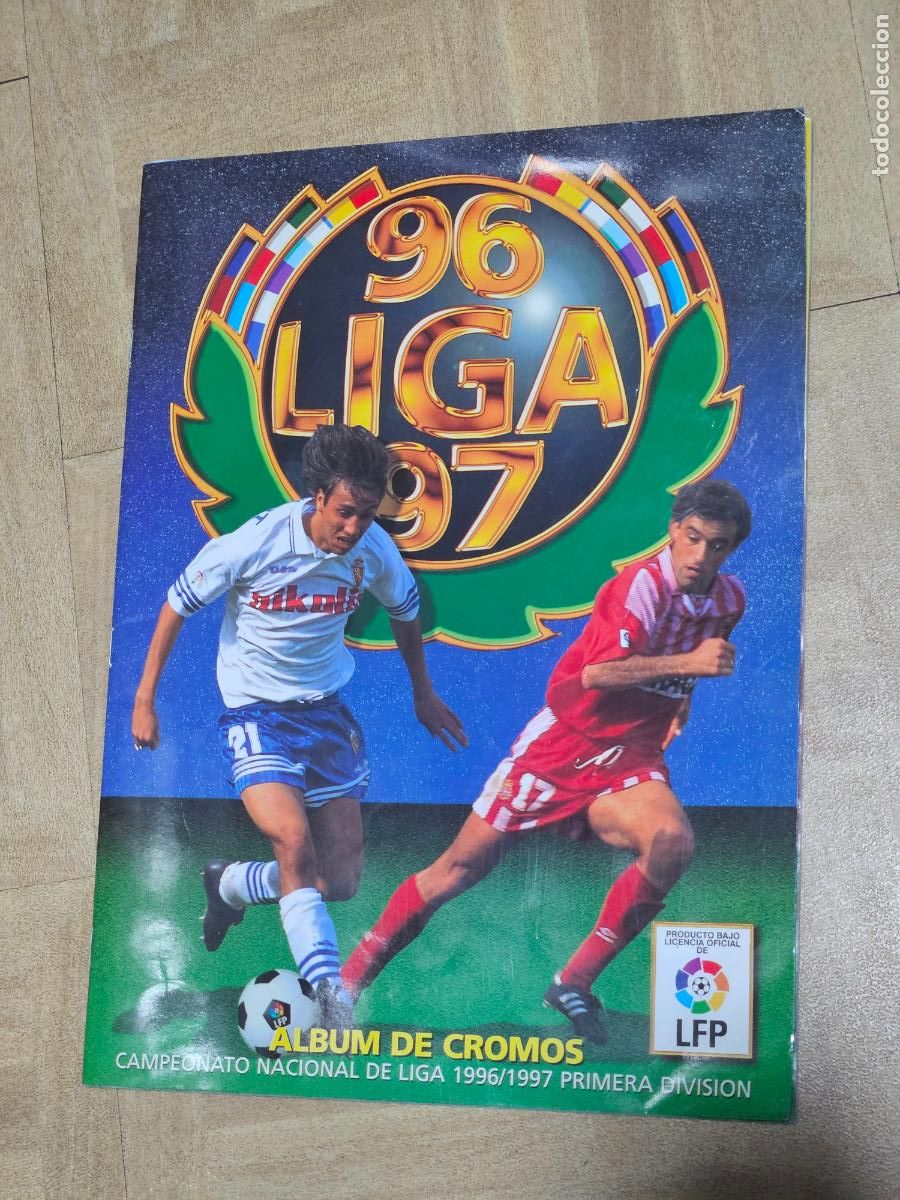 todocoleccion
96
LIGA
97
pikolin
21
17
PRODUCTO BAJO
LICENCIA OFICIAL
DE
LFP
LFP
ALBUM DE CROMOS
CAMPEONATO NACIONAL DE LIGA 1996/1997 PRIMERA DIVISION